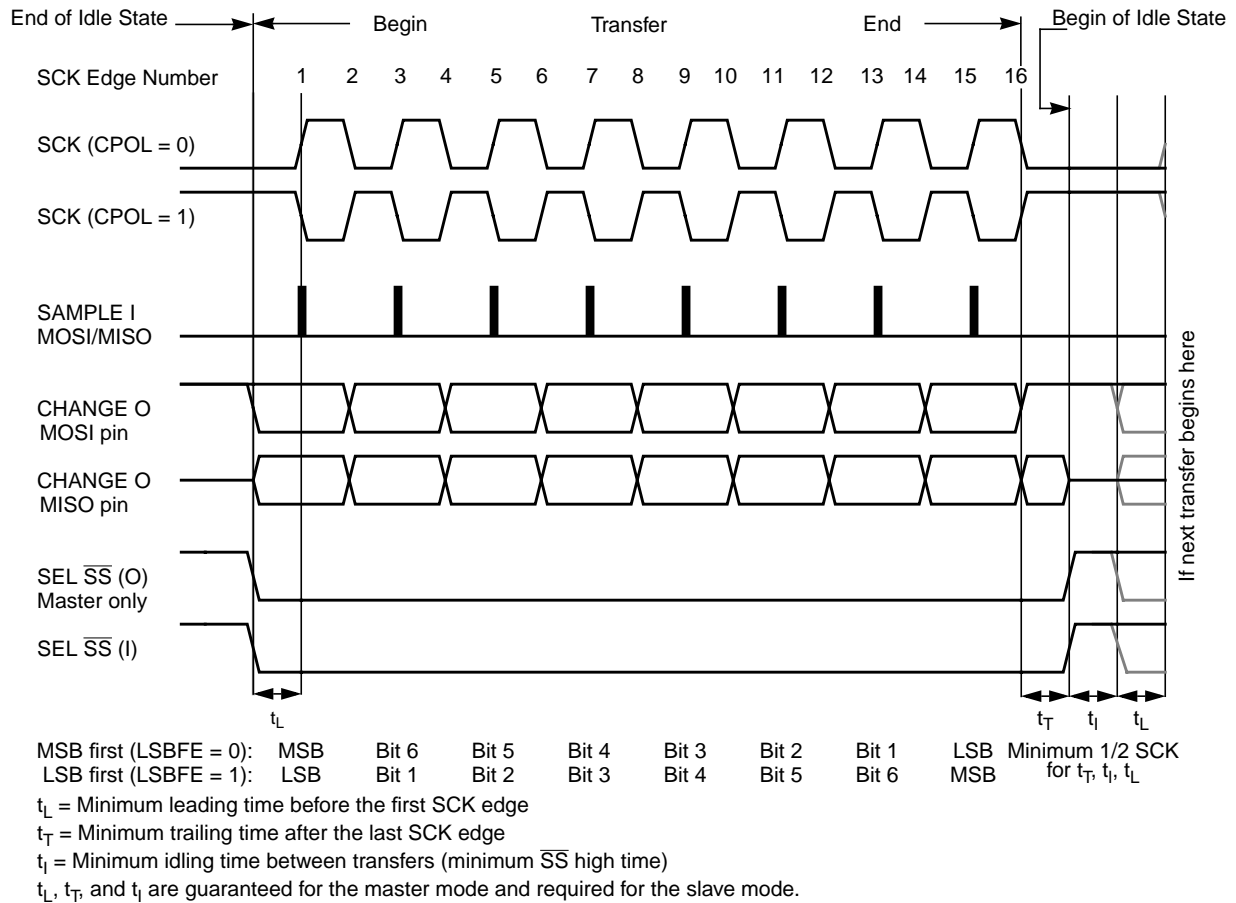 End of Idle State Begin Transfer End Begin of Idle State
SCK Edge Number 1 2 3 4 5 6 7 8 9 10 11 12 13 14 15 16
SCK (CPOL = 0)
SCK (CPOL = 1)
SAMPLE I
MOSI/MISO
CHANGE O
MOSI pin
CHANGE O
MISO pin
SEL S̅S̅ (O)
Master only
SEL S̅S̅ (I)
If next transfer begins here
tL tT tI tL
MSB first (LSBFE = 0): MSB Bit 6 Bit 5 Bit 4 Bit 3 Bit 2 Bit 1 LSB Minimum 1/2 SCK
LSB first (LSBFE = 1): LSB Bit 1 Bit 2 Bit 3 Bit 4 Bit 5 Bit 6 MSB for tT, tI, tL
tL = Minimum leading time before the first SCK edge
tT = Minimum trailing time after the last SCK edge
tI = Minimum idling time between transfers (minimum S̅S̅ high time)
tL, tT, and tI are guaranteed for the master mode and required for the slave mode.